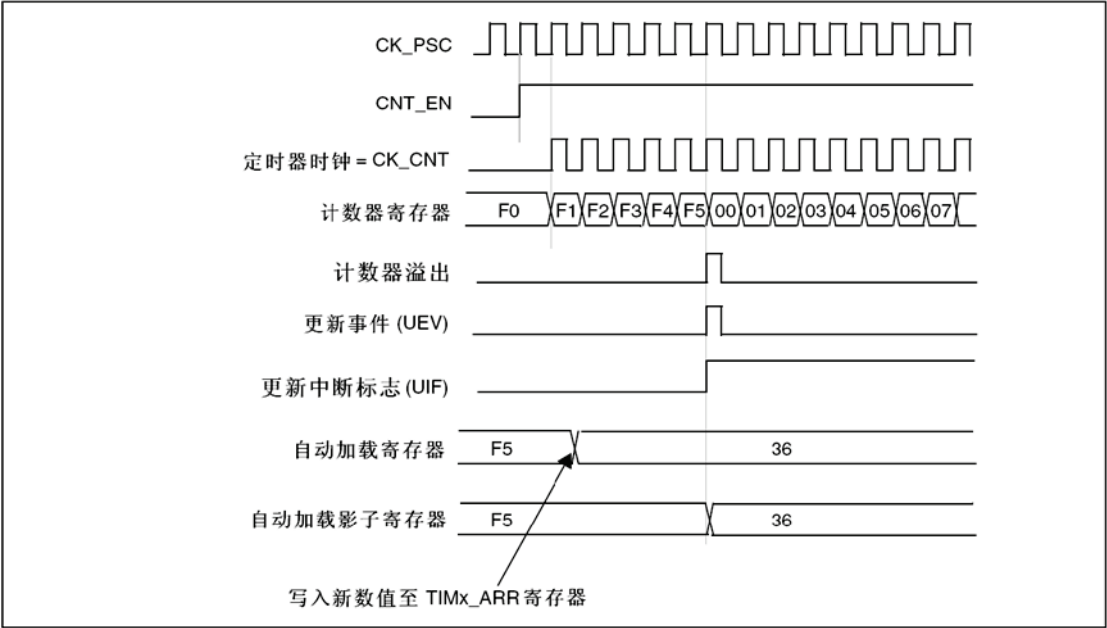 CK_PSC
CNT_EN
定时器时钟 = CK_CNT
计数器寄存器 F0 F1 F2 F3 F4 F5 00 01 02 03 04 05 06 07
计数器溢出
更新事件 (UEV)
更新中断标志 (UIF)
自动加载寄存器 F5 36
自动加载影子寄存器 F5 36
写入新数值至 TIMx_ARR寄存器